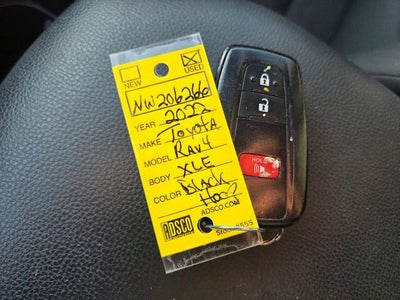 NEW
USED
NW206266
YEAR 2022
MAKE TOYOTA
MODEL RAV4
BODY XLE
COLOR BLACK
ADSCO.COM
ADSCO
HOLD